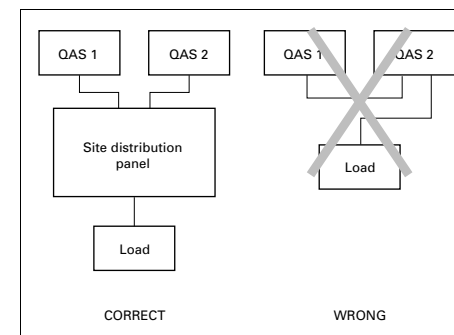 QAS 1
QAS 2
Site distribution
panel
Load
CORRECT
QAS 1
QAS 2
Load
WRONG